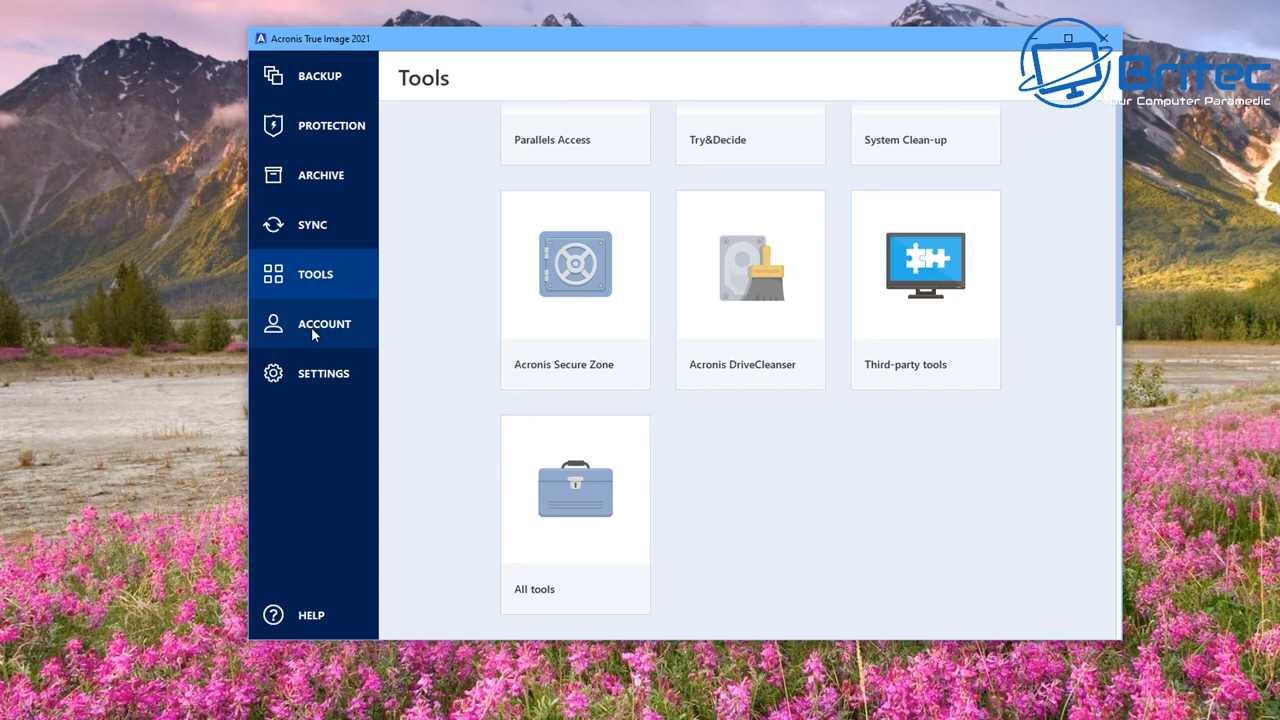 Acronis True Image 2021
Britec
Your Computer Paramedic
BACKUP
PROTECTION
ARCHIVE
SYNC
TOOLS
ACCOUNT
SETTINGS
HELP
Tools
Parallels Access
Try&Decide
System Clean-up
Acronis Secure Zone
Acronis DriveCleanser
Third-party tools
All tools